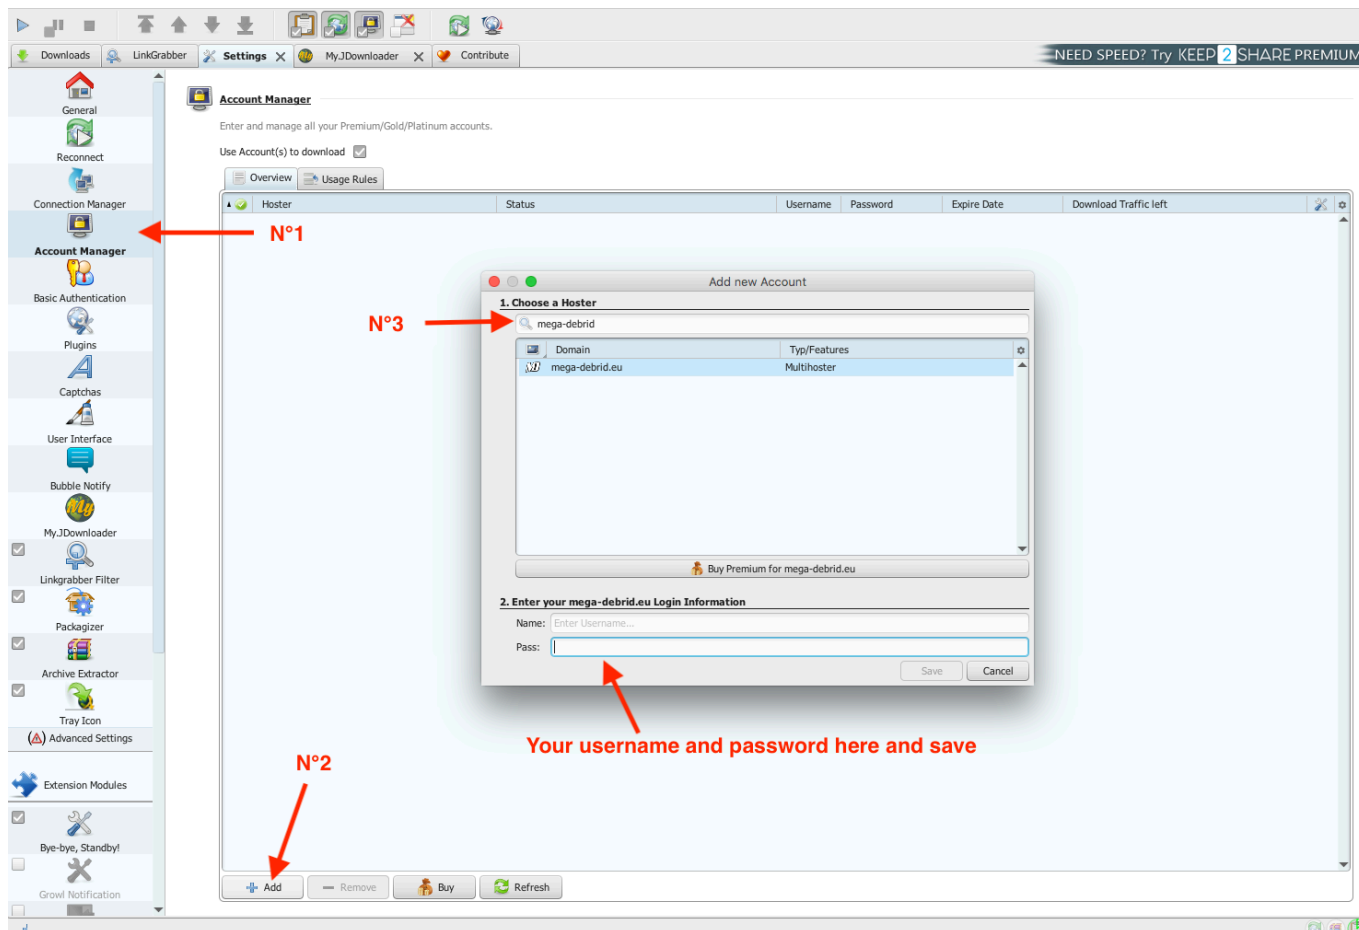 Downloads LinkGrabber Settings X MyJDownloader X Contribute NEED SPEED? Try KEEP 2 SHARE PREMIUM
General
Reconnect
Connection Manager
Account Manager
Basic Authentication
Plugins
Captchas
User Interface
Bubble Notify
My
MyJDownloader
Linkgrabber Filter
Packagizer
Archive Extractor
Tray Icon
Advanced Settings
Extension Modules
Bye-bye, Standby!
Growl Notification
Account Manager
Enter and manage all your Premium/Gold/Platinum accounts.
Use Account(s) to download
Overview Usage Rules
Hoster Status Username Password Expire Date Download Traffic left
N°1
Add new Account
1. Choose a Hoster
N°3
mega-debrid
Domain Typ/Features
mega-debrid.eu Multihoster
Buy Premium for mega-debrid.eu
2. Enter your mega-debrid.eu Login Information
Name: Enter Username...
Pass:
Save Cancel
Your username and password here and save
N°2
Add Remove Buy Refresh